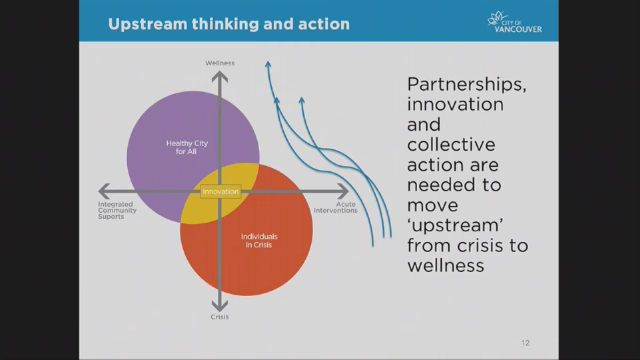 Upstream thinking and action
CITY OF
VANCOUVER
Wellness
Healthy City
for All
Innovation
Integrated
Community
Suports
Acute
Interventions
Individuals
in Crisis
Crisis
Partnerships,
innovation
and
collective
action are
needed to
move
‘upstream’
from crisis to
wellness
12